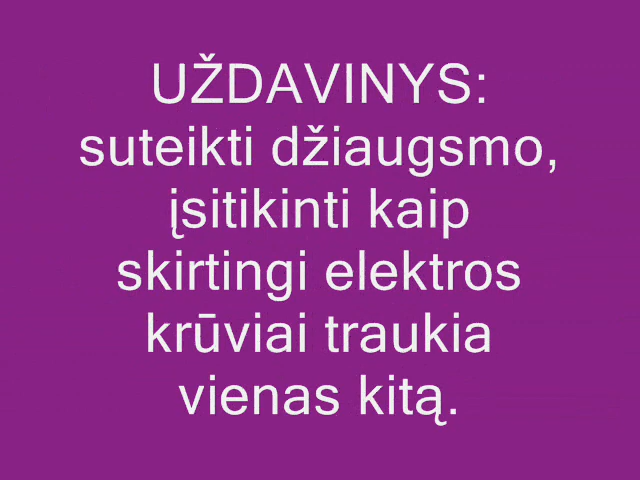 UŽDAVINYS:
suteikti džiaugsmo,
įsitikinti kaip
skirtingi elektros
krūviai traukia
vienas kitą.